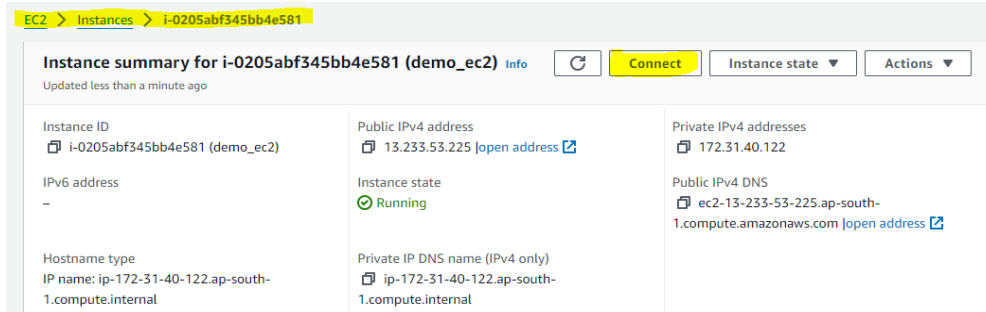 EC2 > Instances > i-0205abf345bb4e581
Instance summary for i-0205abf345bb4e581 (demo_ec2) Info
Connect
Instance state
Actions
Updated less than a minute ago
Instance ID
i-0205abf345bb4e581 (demo_ec2)
Public IPv4 address
13.233.53.225 |open address
Private IPv4 addresses
172.31.40.122
IPv6 address
–
Instance state
Running
Public IPv4 DNS
ec2-13-233-53-225.ap-south-
1.compute.amazonaws.com |open address
Hostname type
IP name: ip-172-31-40-122.ap-south-
1.compute.internal
Private IP DNS name (IPv4 only)
ip-172-31-40-122.ap-south-
1.compute.internal